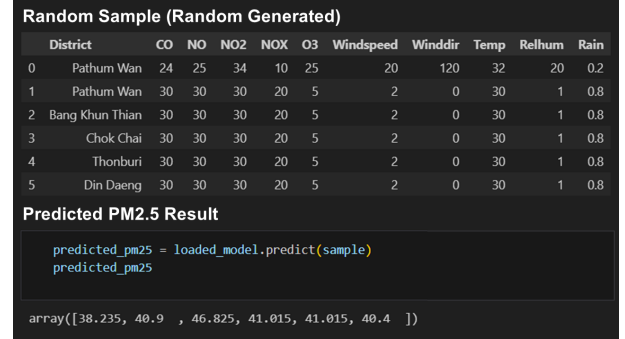 Random Sample (Random Generated)
District CO NO NO2 NOX O3 Windspeed Winddir Temp Relhum Rain
0 Pathum Wan 24 25 34 10 25 20 120 32 20 0.2
1 Pathum Wan 30 30 30 20 5 2 0 30 1 0.8
2 Bang Khun Thian 30 30 30 20 5 2 0 30 1 0.8
3 Chok Chai 30 30 30 20 5 2 0 30 1 0.8
4 Thonburi 30 30 30 20 5 2 0 30 1 0.8
5 Din Daeng 30 30 30 20 5 2 0 30 1 0.8
Predicted PM2.5 Result
predicted_pm25 = loaded_model.predict(sample)
predicted_pm25
array([38.235, 40.9  , 46.825, 41.015, 41.015, 40.4  ])